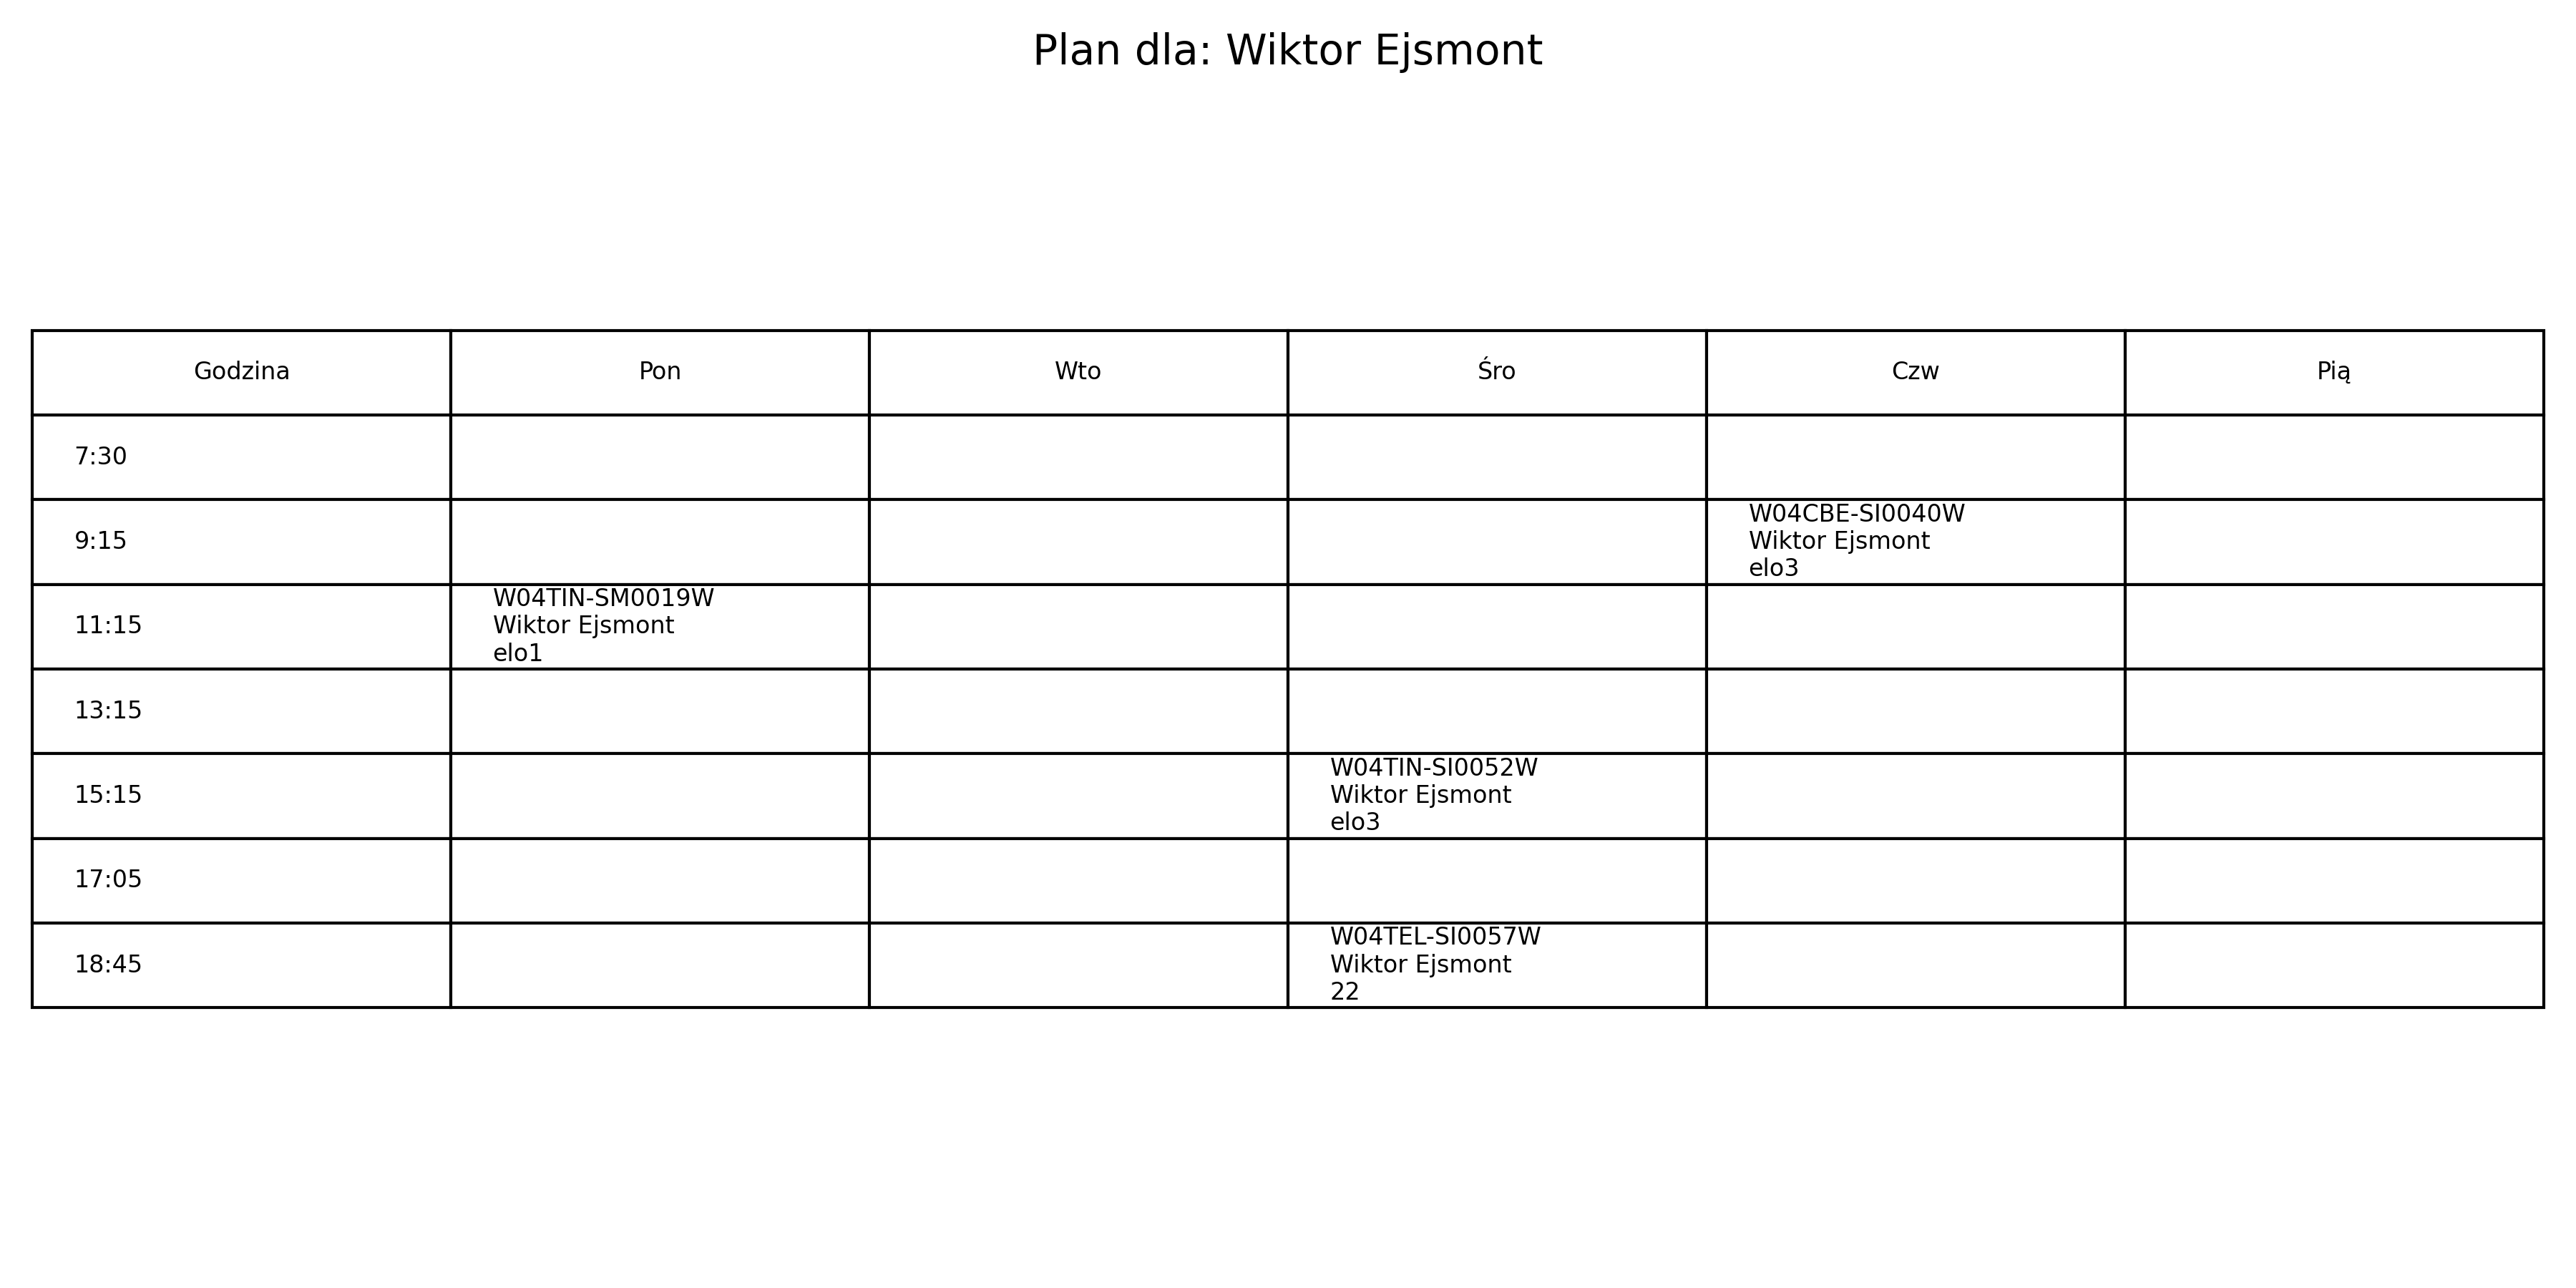 Plan dla: Wiktor Ejsmont
Godzina Pon Wto Śro Czw Pią
7:30
9:15
W04CBE-SI0040W
Wiktor Ejsmont
elo3
11:15
W04TIN-SM0019W
Wiktor Ejsmont
elo1
13:15
15:15
W04TIN-SI0052W
Wiktor Ejsmont
elo3
17:05
18:45
W04TEL-SI0057W
Wiktor Ejsmont
22